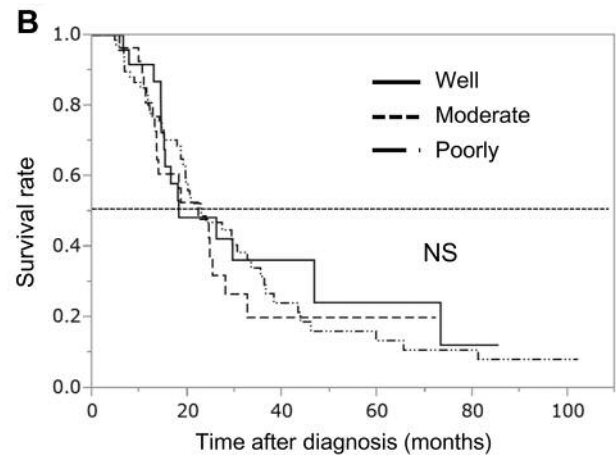 B
1.0
0.8
0.6
0.4
0.2
0.0
Survival rate
Well
Moderate
Poorly
NS
0 20 40 60 80 100
Time after diagnosis (months)